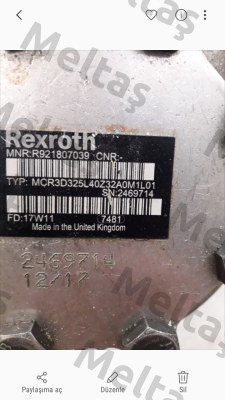 Rexroth
MNR:R921807039 CNR:-
TYP: MCR3D325L40Z32A0M1L01
SN:2469714
FD:17W11 7481
Made in the United Kingdom
2469714
12/17
Meltaş
Paylaşıma aç Düzenle Sil